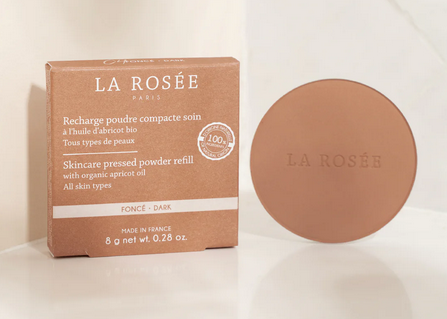 LA ROSÉE
PARIS
Recharge poudre compacte soin
à l'huile d'abricot bio
Tous types de peaux
100%
Skincare pressed powder refill
with organic apricot oil
All skin types
FONCÉ - DARK
MADE IN FRANCE
8 g net wt. 0.28 oz.
LA ROSÉE